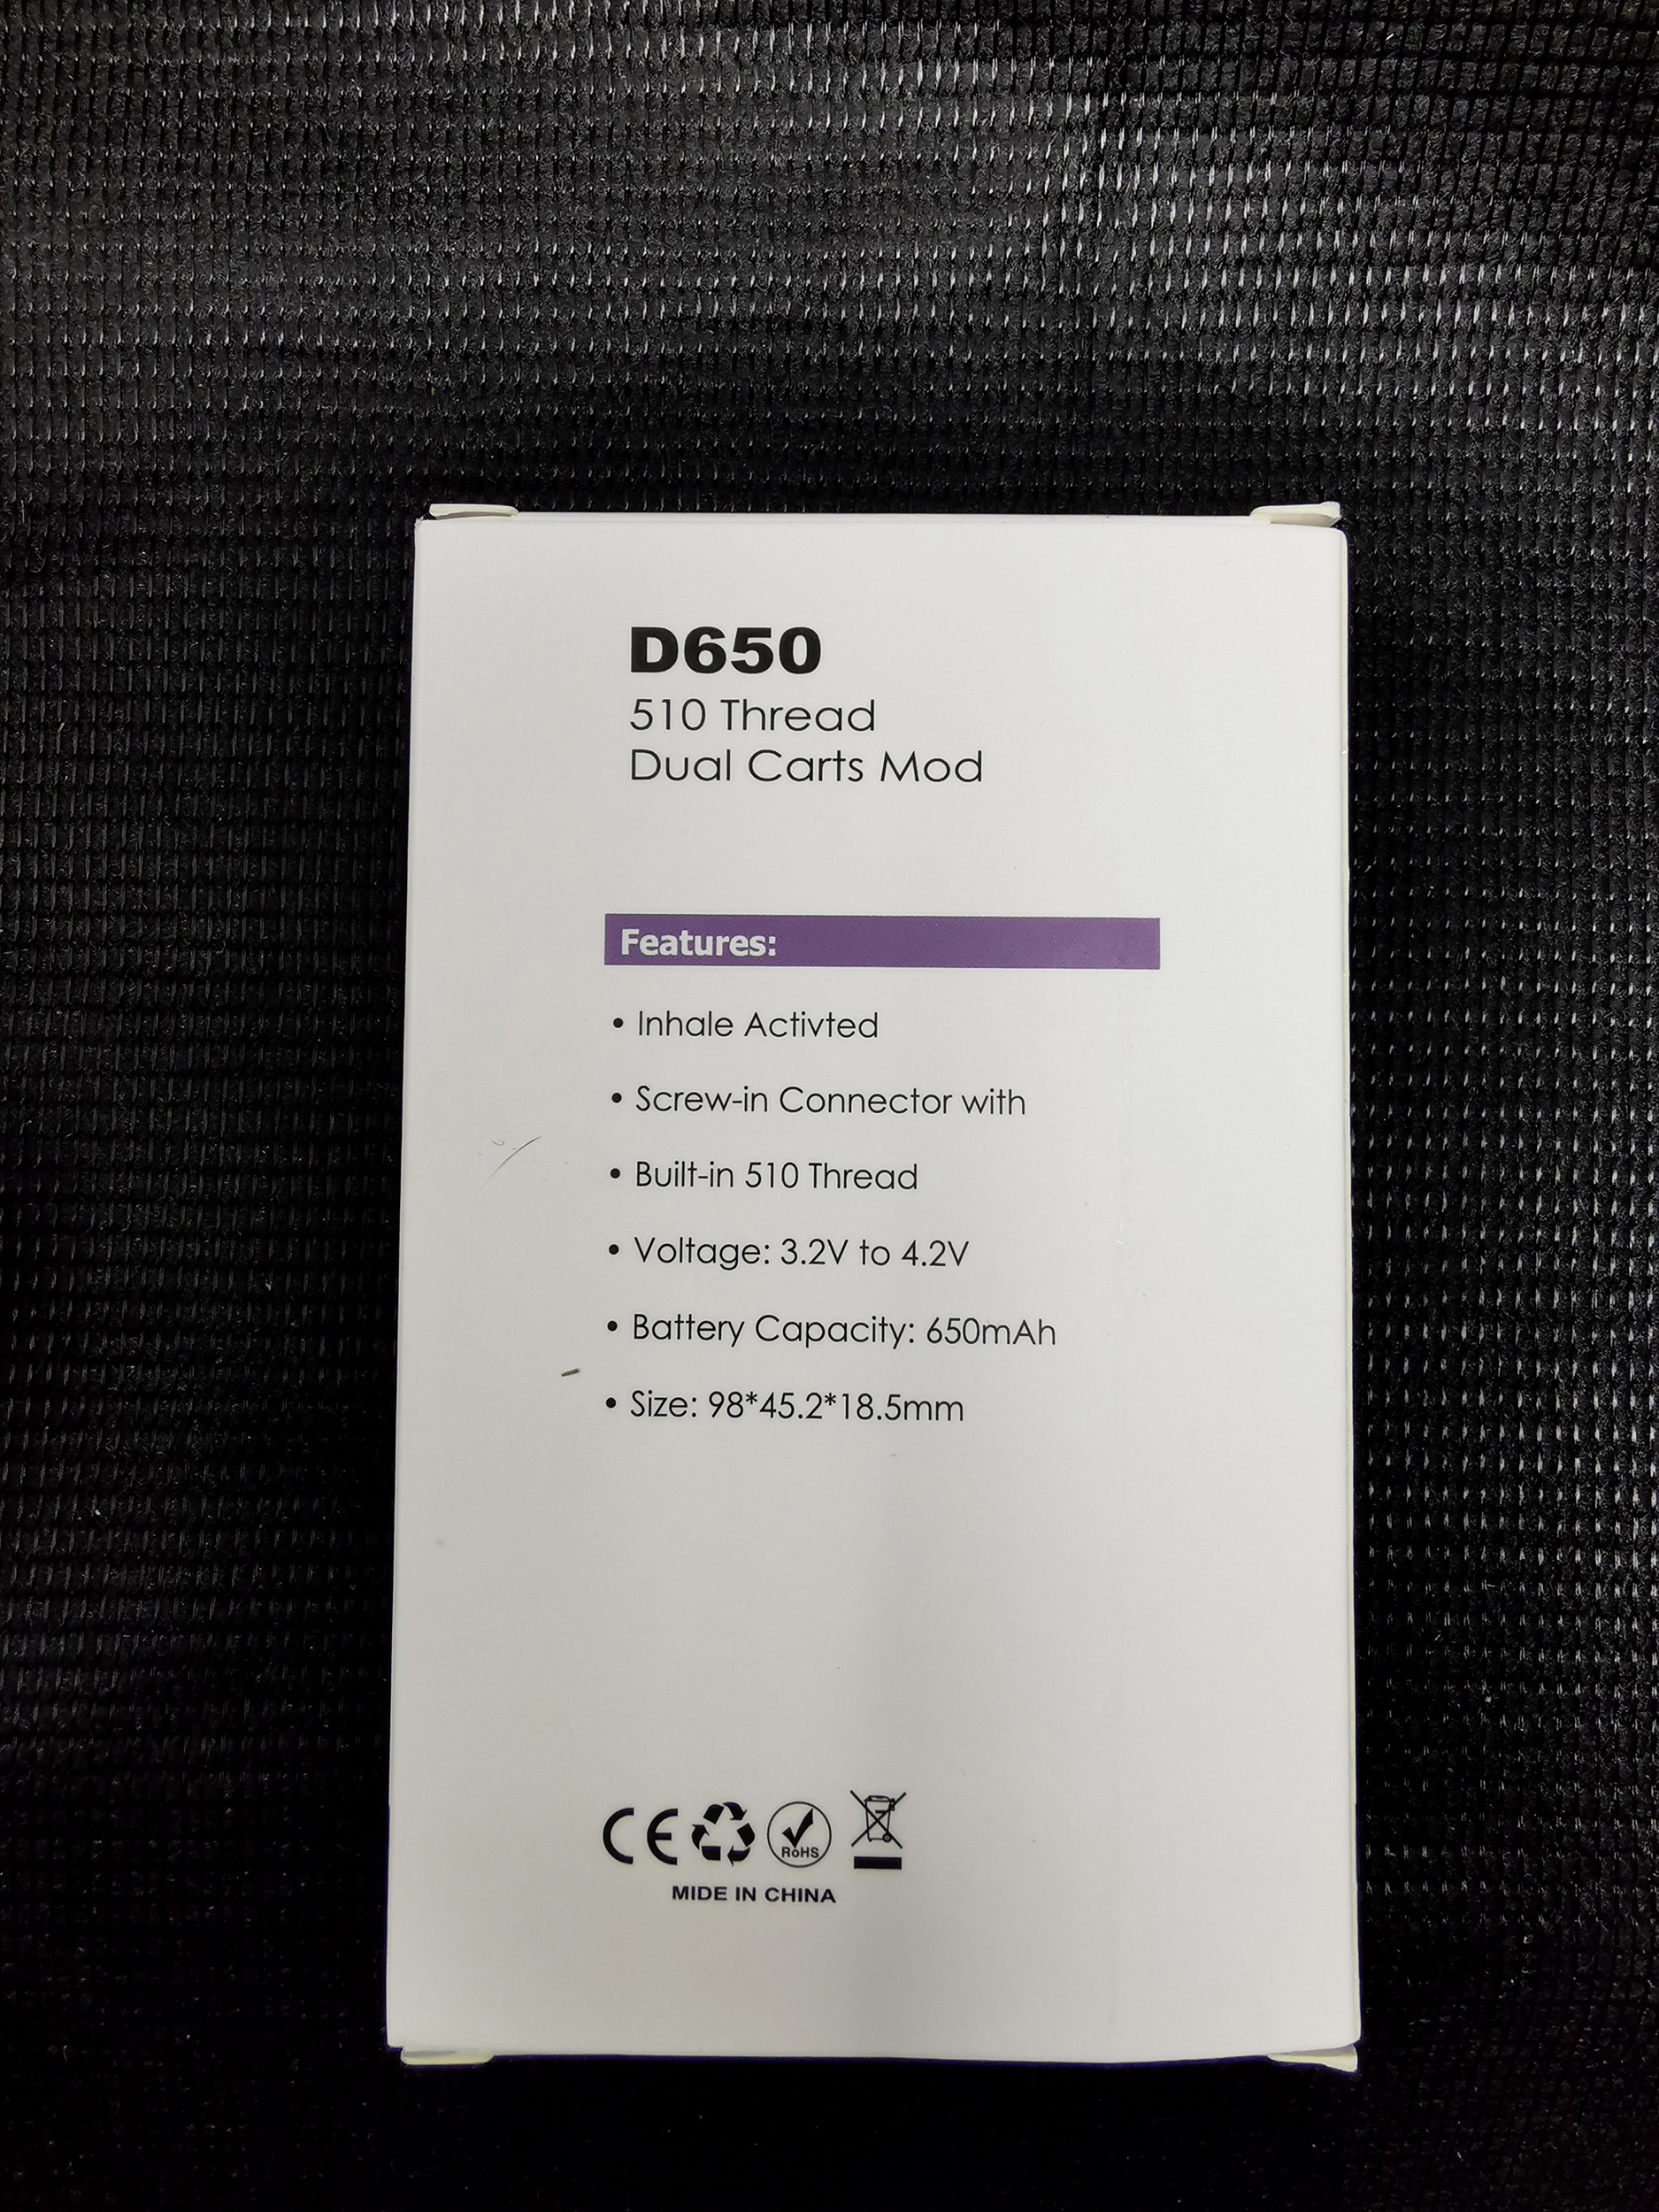 D650
510 Thread
Dual Carts Mod
Features:
• Inhale Activted
• Screw-in Connector with
• Built-in 510 Thread
• Voltage: 3.2V to 4.2V
• Battery Capacity: 650mAh
• Size: 98*45.2*18.5mm
CE RoHS
MIDE IN CHINA